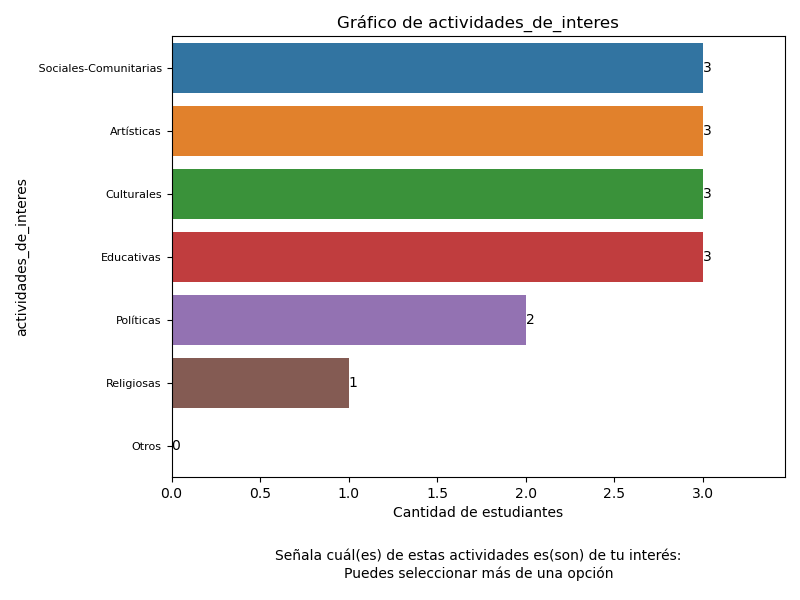 Gráfico de actividades_de_interes
Sociales-Comunitarias
3
Artísticas
3
Culturales
3
Educativas
3
Políticas
2
Religiosas
1
Otros
0
actividades_de_interes
0.0 0.5 1.0 1.5 2.0 2.5 3.0
Cantidad de estudiantes
Señala cuál(es) de estas actividades es(son) de tu interés:
Puedes seleccionar más de una opción